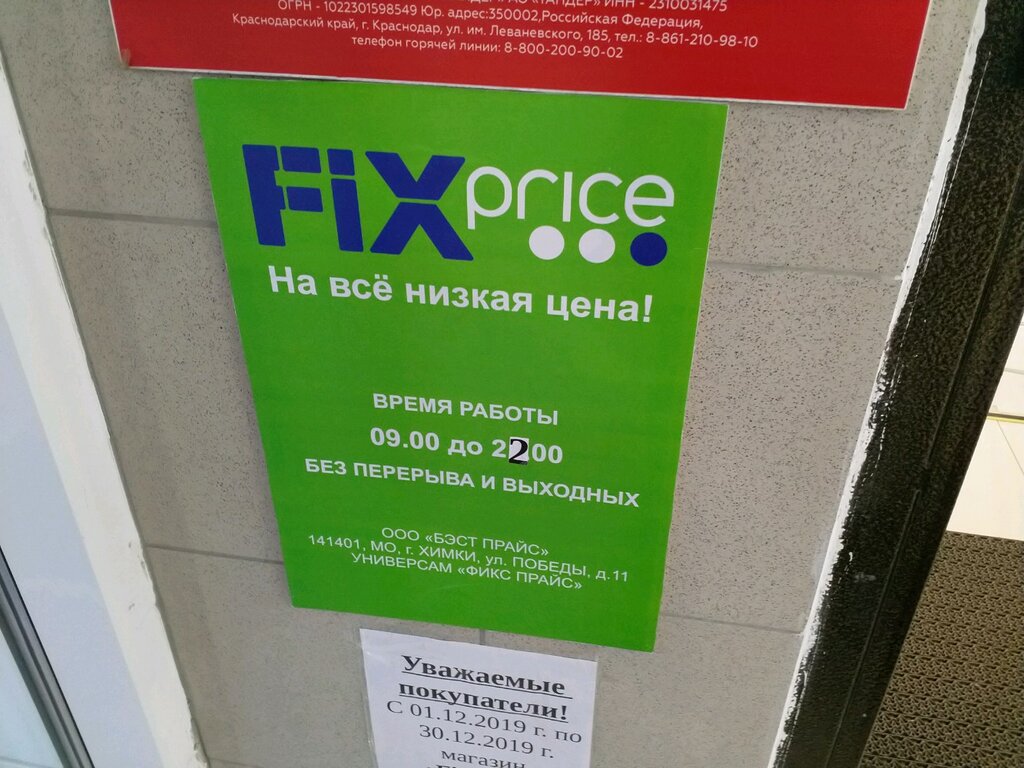 ОГРН - 1022301598549 Юр. адрес:350002,Российская Федерация,
Краснодарский край, г. Краснодар, ул. им. Леваневского, 185, тел.: 8-861-210-98-10
телефон горячей линии: 8-800-200-90-02
FiX price
На всё низкая цена!
ВРЕМЯ РАБОТЫ
09.00 до 22.00
БЕЗ ПЕРЕРЫВА И ВЫХОДНЫХ
ООО «БЭСТ ПРАЙС»
141401, МО, г. ХИМКИ, ул. ПОБЕДЫ, д.11
УНИВЕРСАМ «ФИКС ПРАЙС»
Уважаемые
покупатели!
С 01.12.2019 г. по
30.12.2019 г.
магазин